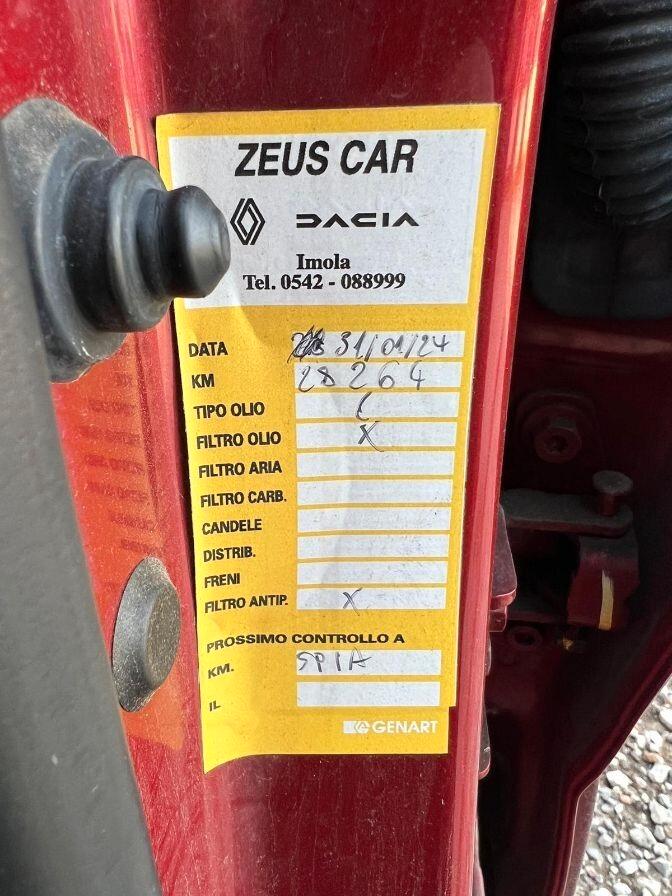 ZEUS CAR
DACIA
Imola
Tel. 0542 - 088999
DATA 31/01/24
KM 28264
TIPO OLIO
FILTRO OLIO X
FILTRO ARIA
FILTRO CARB.
CANDELE
DISTRIB.
FRENI
FILTRO ANTIP. X
PROSSIMO CONTROLLO A
KM. SPIA
IL
GENART